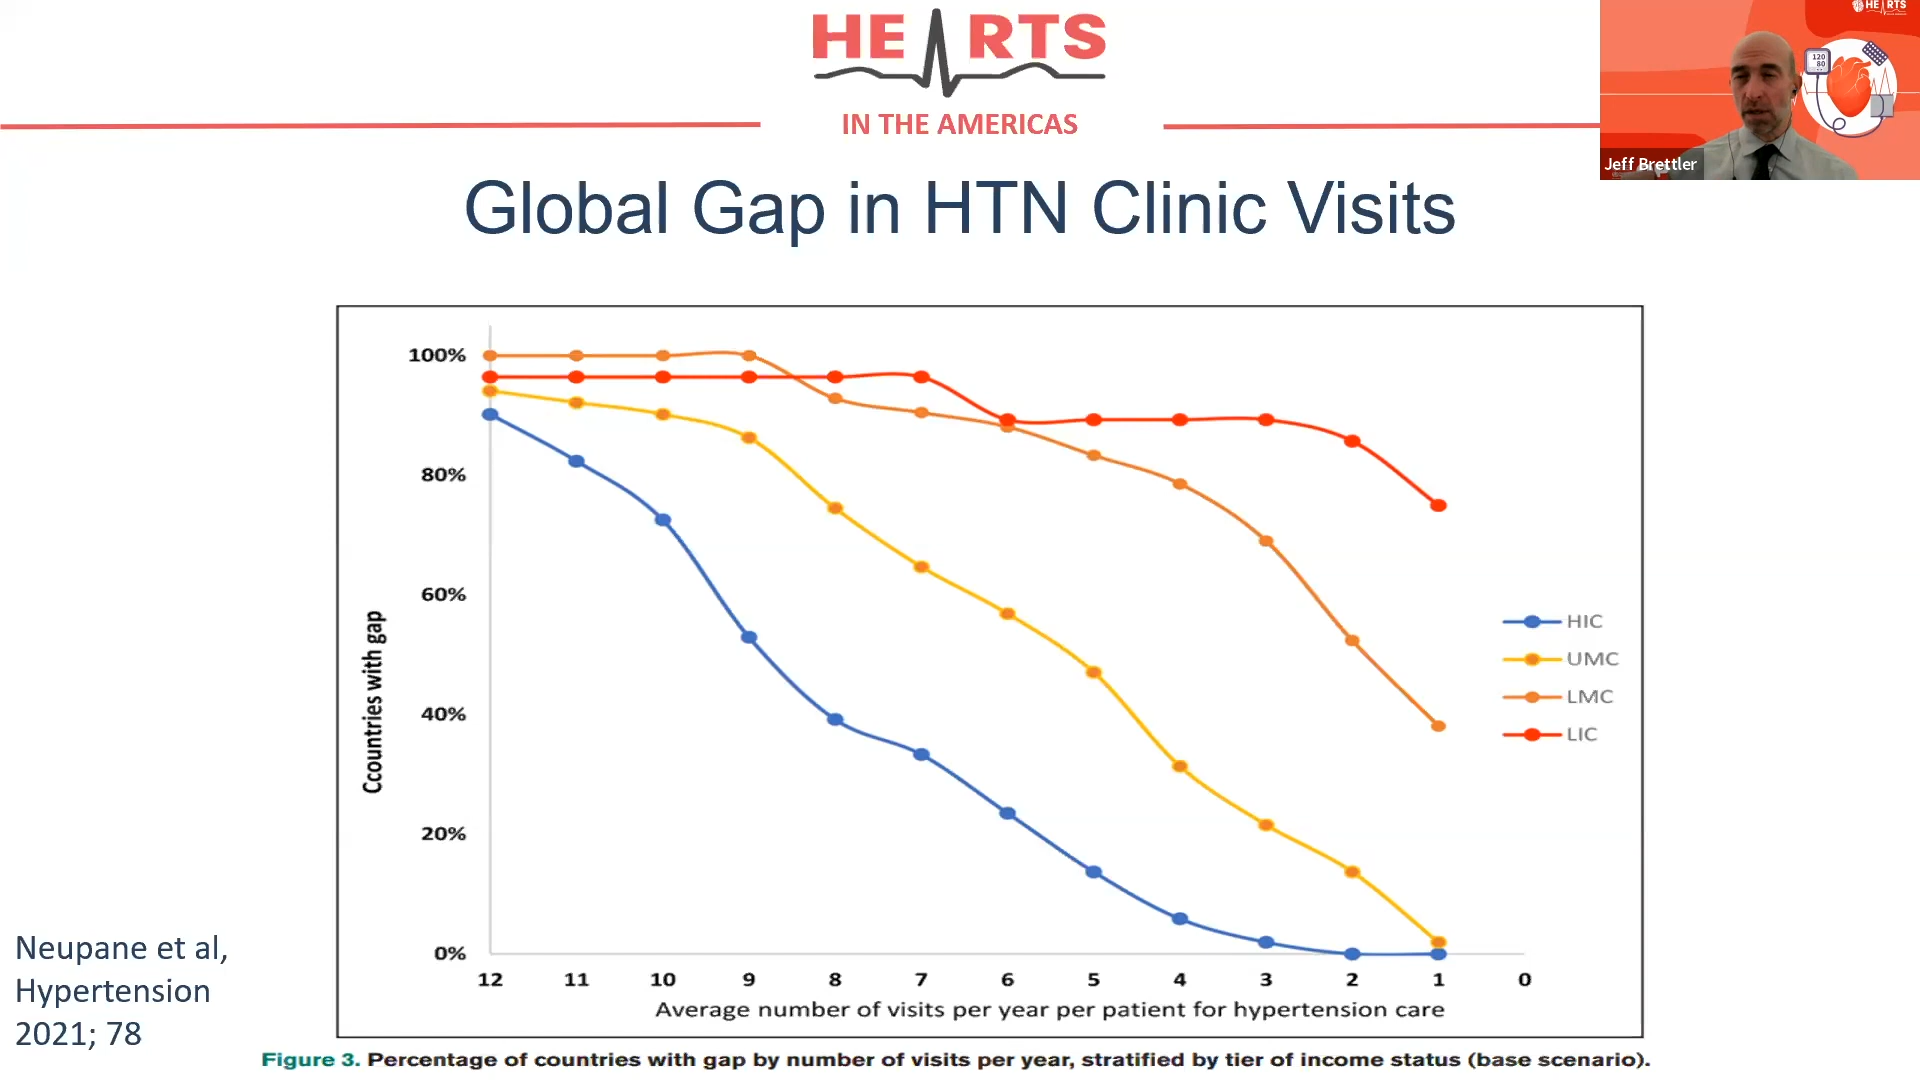 HEARTS
IN THE AMERICAS
HEARTS
120
80
Jeff Brettler
Global Gap in HTN Clinic Visits
100%
80%
60%
40%
20%
0%
Ccountries with gap
12 11 10 9 8 7 6 5 4 3 2 1 0
Average number of visits per year per patient for hypertension care
HIC
UMC
LMC
LIC
Neupane et al,
Hypertension
2021; 78
Figure 3. Percentage of countries with gap by number of visits per year, stratified by tier of income status (base scenario).